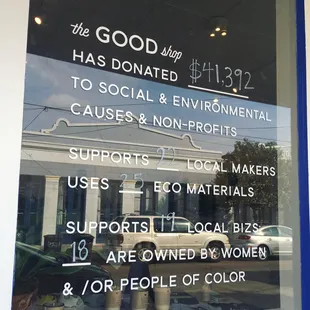 the GOOD shop
HAS DONATED $41,392
TO SOCIAL & ENVIRONMENTAL
CAUSES & NON-PROFITS
SUPPORTS LOCAL MAKERS
USES 25 ECO MATERIALS
SUPPORTS 19 LOCAL BIZS
18 ARE OWNED BY WOMEN
& /OR PEOPLE OF COLOR